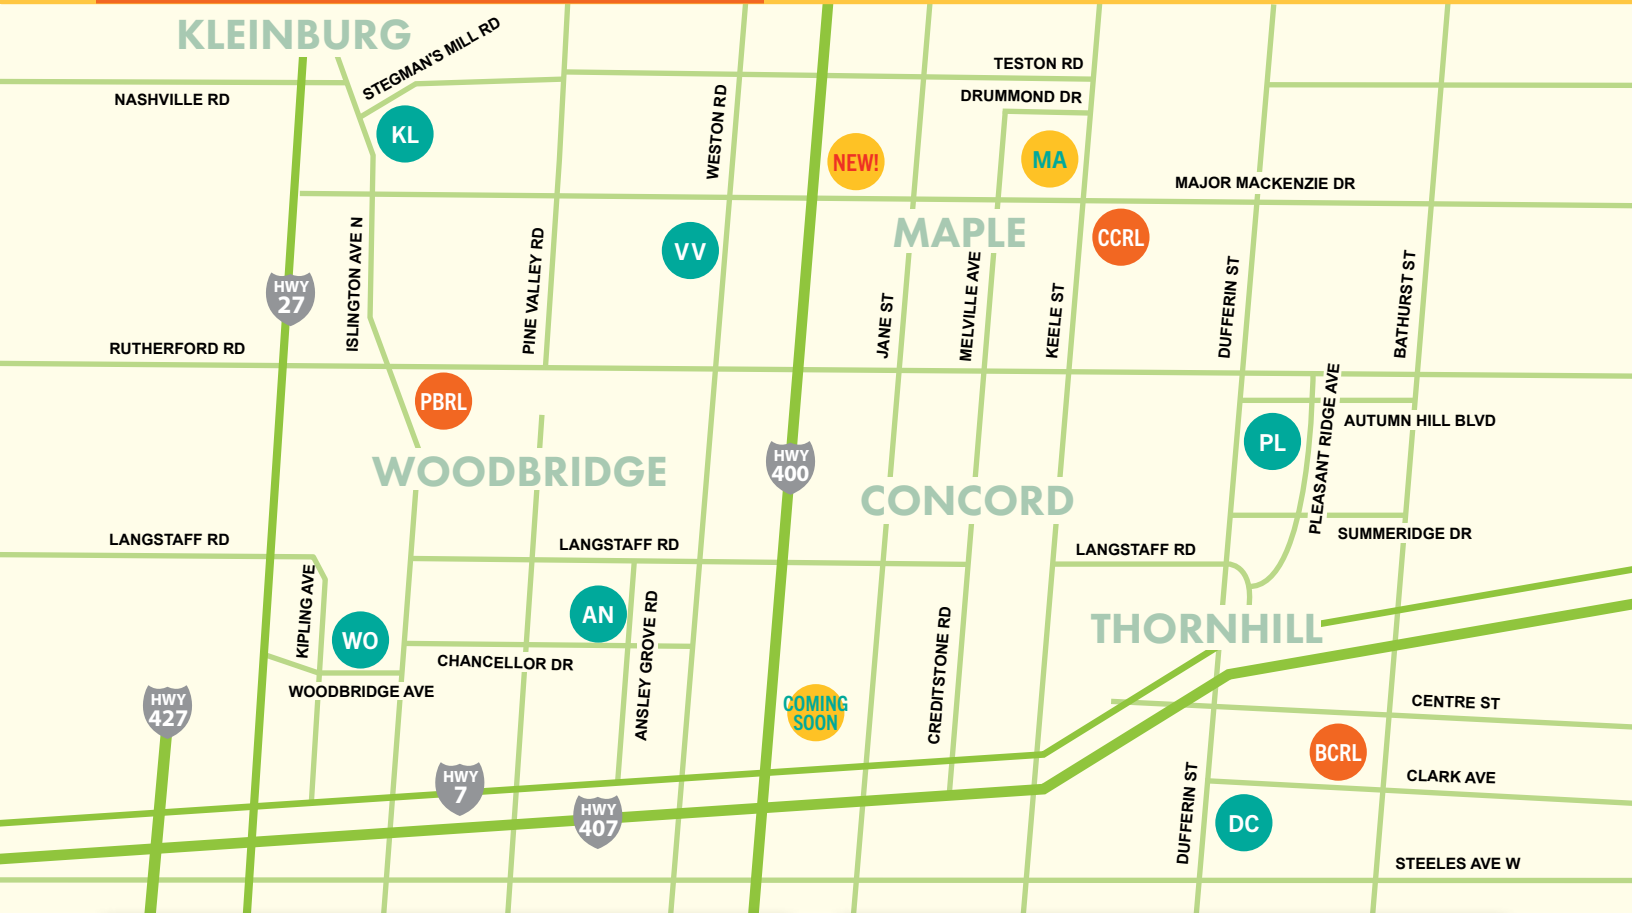 KLEINBURG
STEGMAN'S MILL RD
TESTON RD
NASHVILLE RD
DRUMMOND DR
KL
WESTON RD
NEW!
MA
MAJOR MACKENZIE DR
MAPLE
CCRL
VV
HWY
27
ISLINGTON AVE N
PINE VALLEY RD
JANE ST
MELVILLE AVE
KEELE ST
DUFFERIN ST
BATHURST ST
RUTHERFORD RD
PBRL
PLEASANT RIDGE AVE
AUTUMN HILL BLVD
PL
WOODBRIDGE
HWY
400
CONCORD
LANGSTAFF RD
LANGSTAFF RD
LANGSTAFF RD
SUMMERIDGE DR
KIPLING AVE
WO
AN
ANSLEY GROVE RD
CREDITSTONE RD
THORNHILL
CHANCELLOR DR
WOODBRIDGE AVE
HWY
427
COMING
SOON
CENTRE ST
BCRL
HWY
7
HWY
407
CLARK AVE
DUFFERIN ST
DC
STEELES AVE W